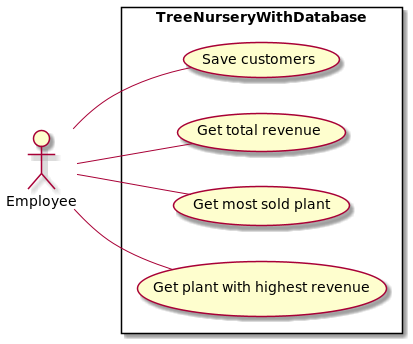 TreeNurseryWithDatabase
Save customers
Get total revenue
Get most sold plant
Employee
Get plant with highest revenue